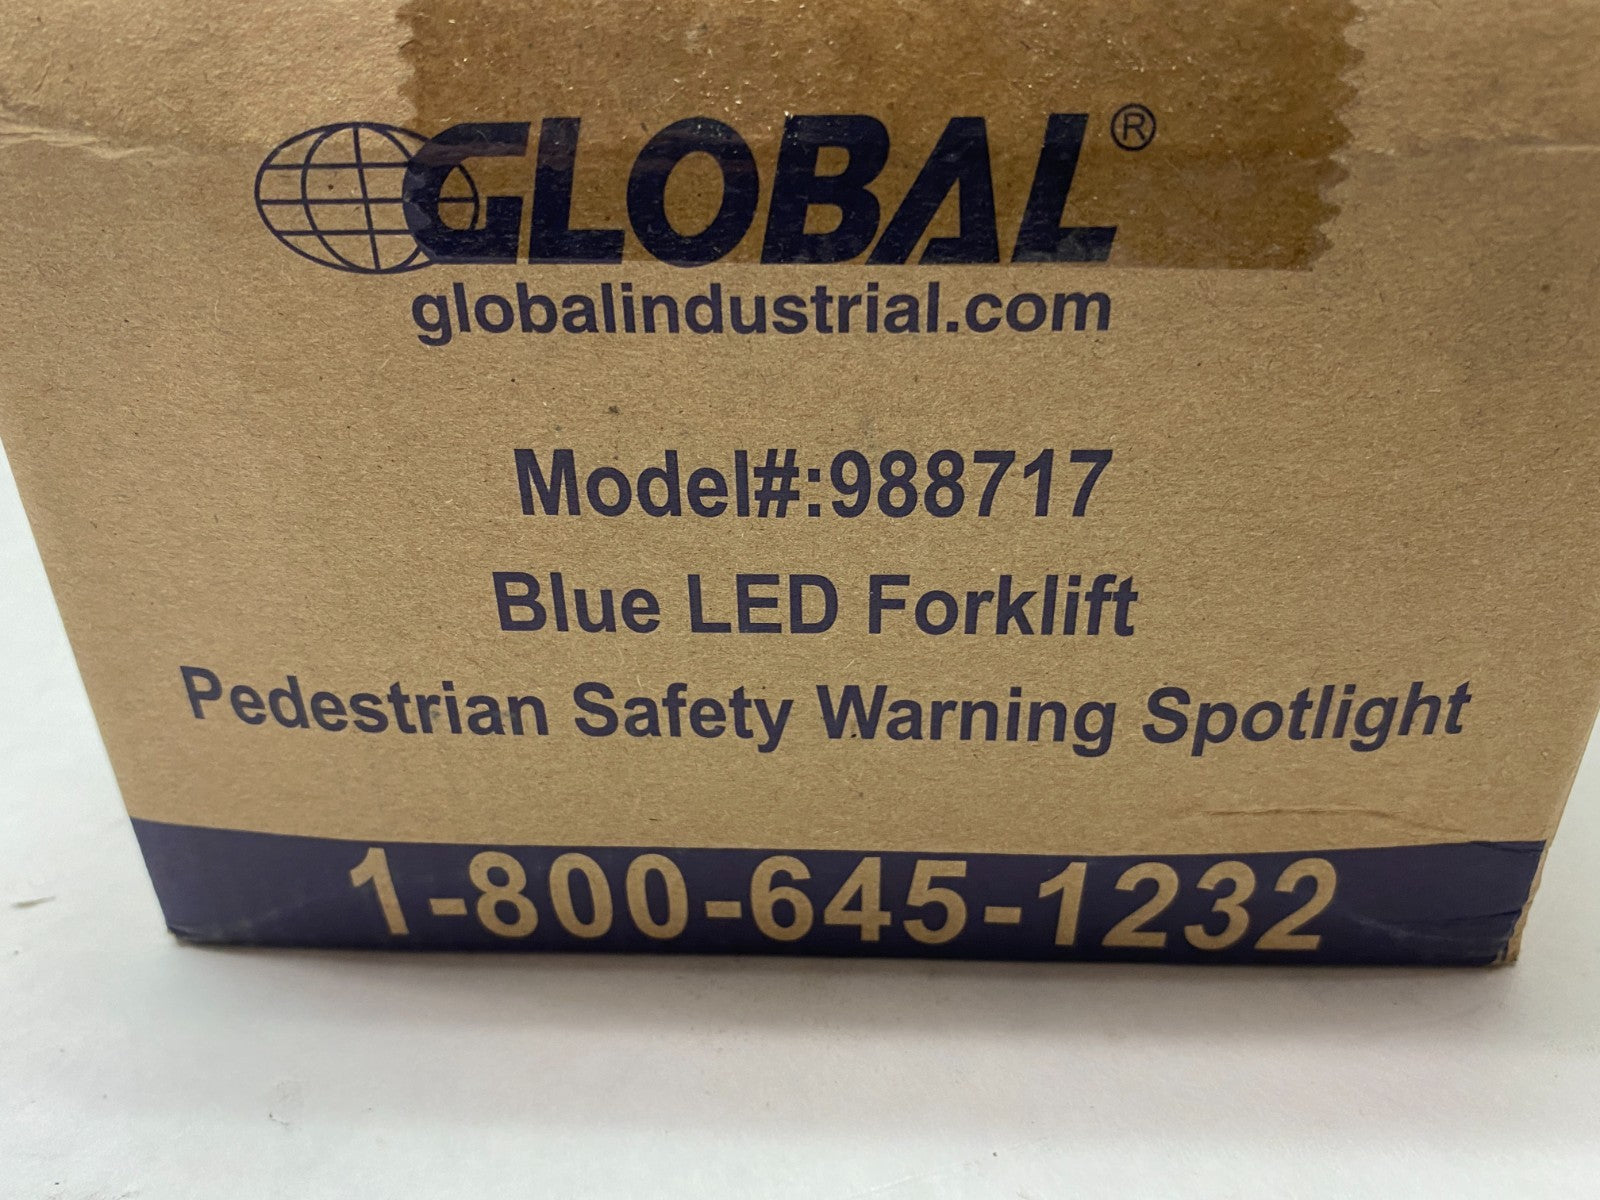 GLOBAL®
globalindustrial.com
Model#:988717
Blue LED Forklift
Pedestrian Safety Warning Spotlight
1-800-645-1232